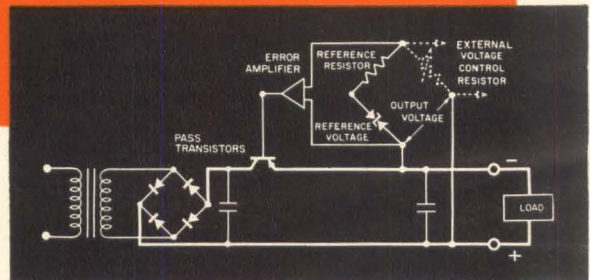 ERROR
AMPLIFIER
REFERENCE
RESISTOR
EXTERNAL
VOLTAGE
CONTROL
RESISTOR
OUTPUT
VOLTAGE
REFERENCE
VOLTAGE
PASS
TRANSISTORS
−
LOAD
+